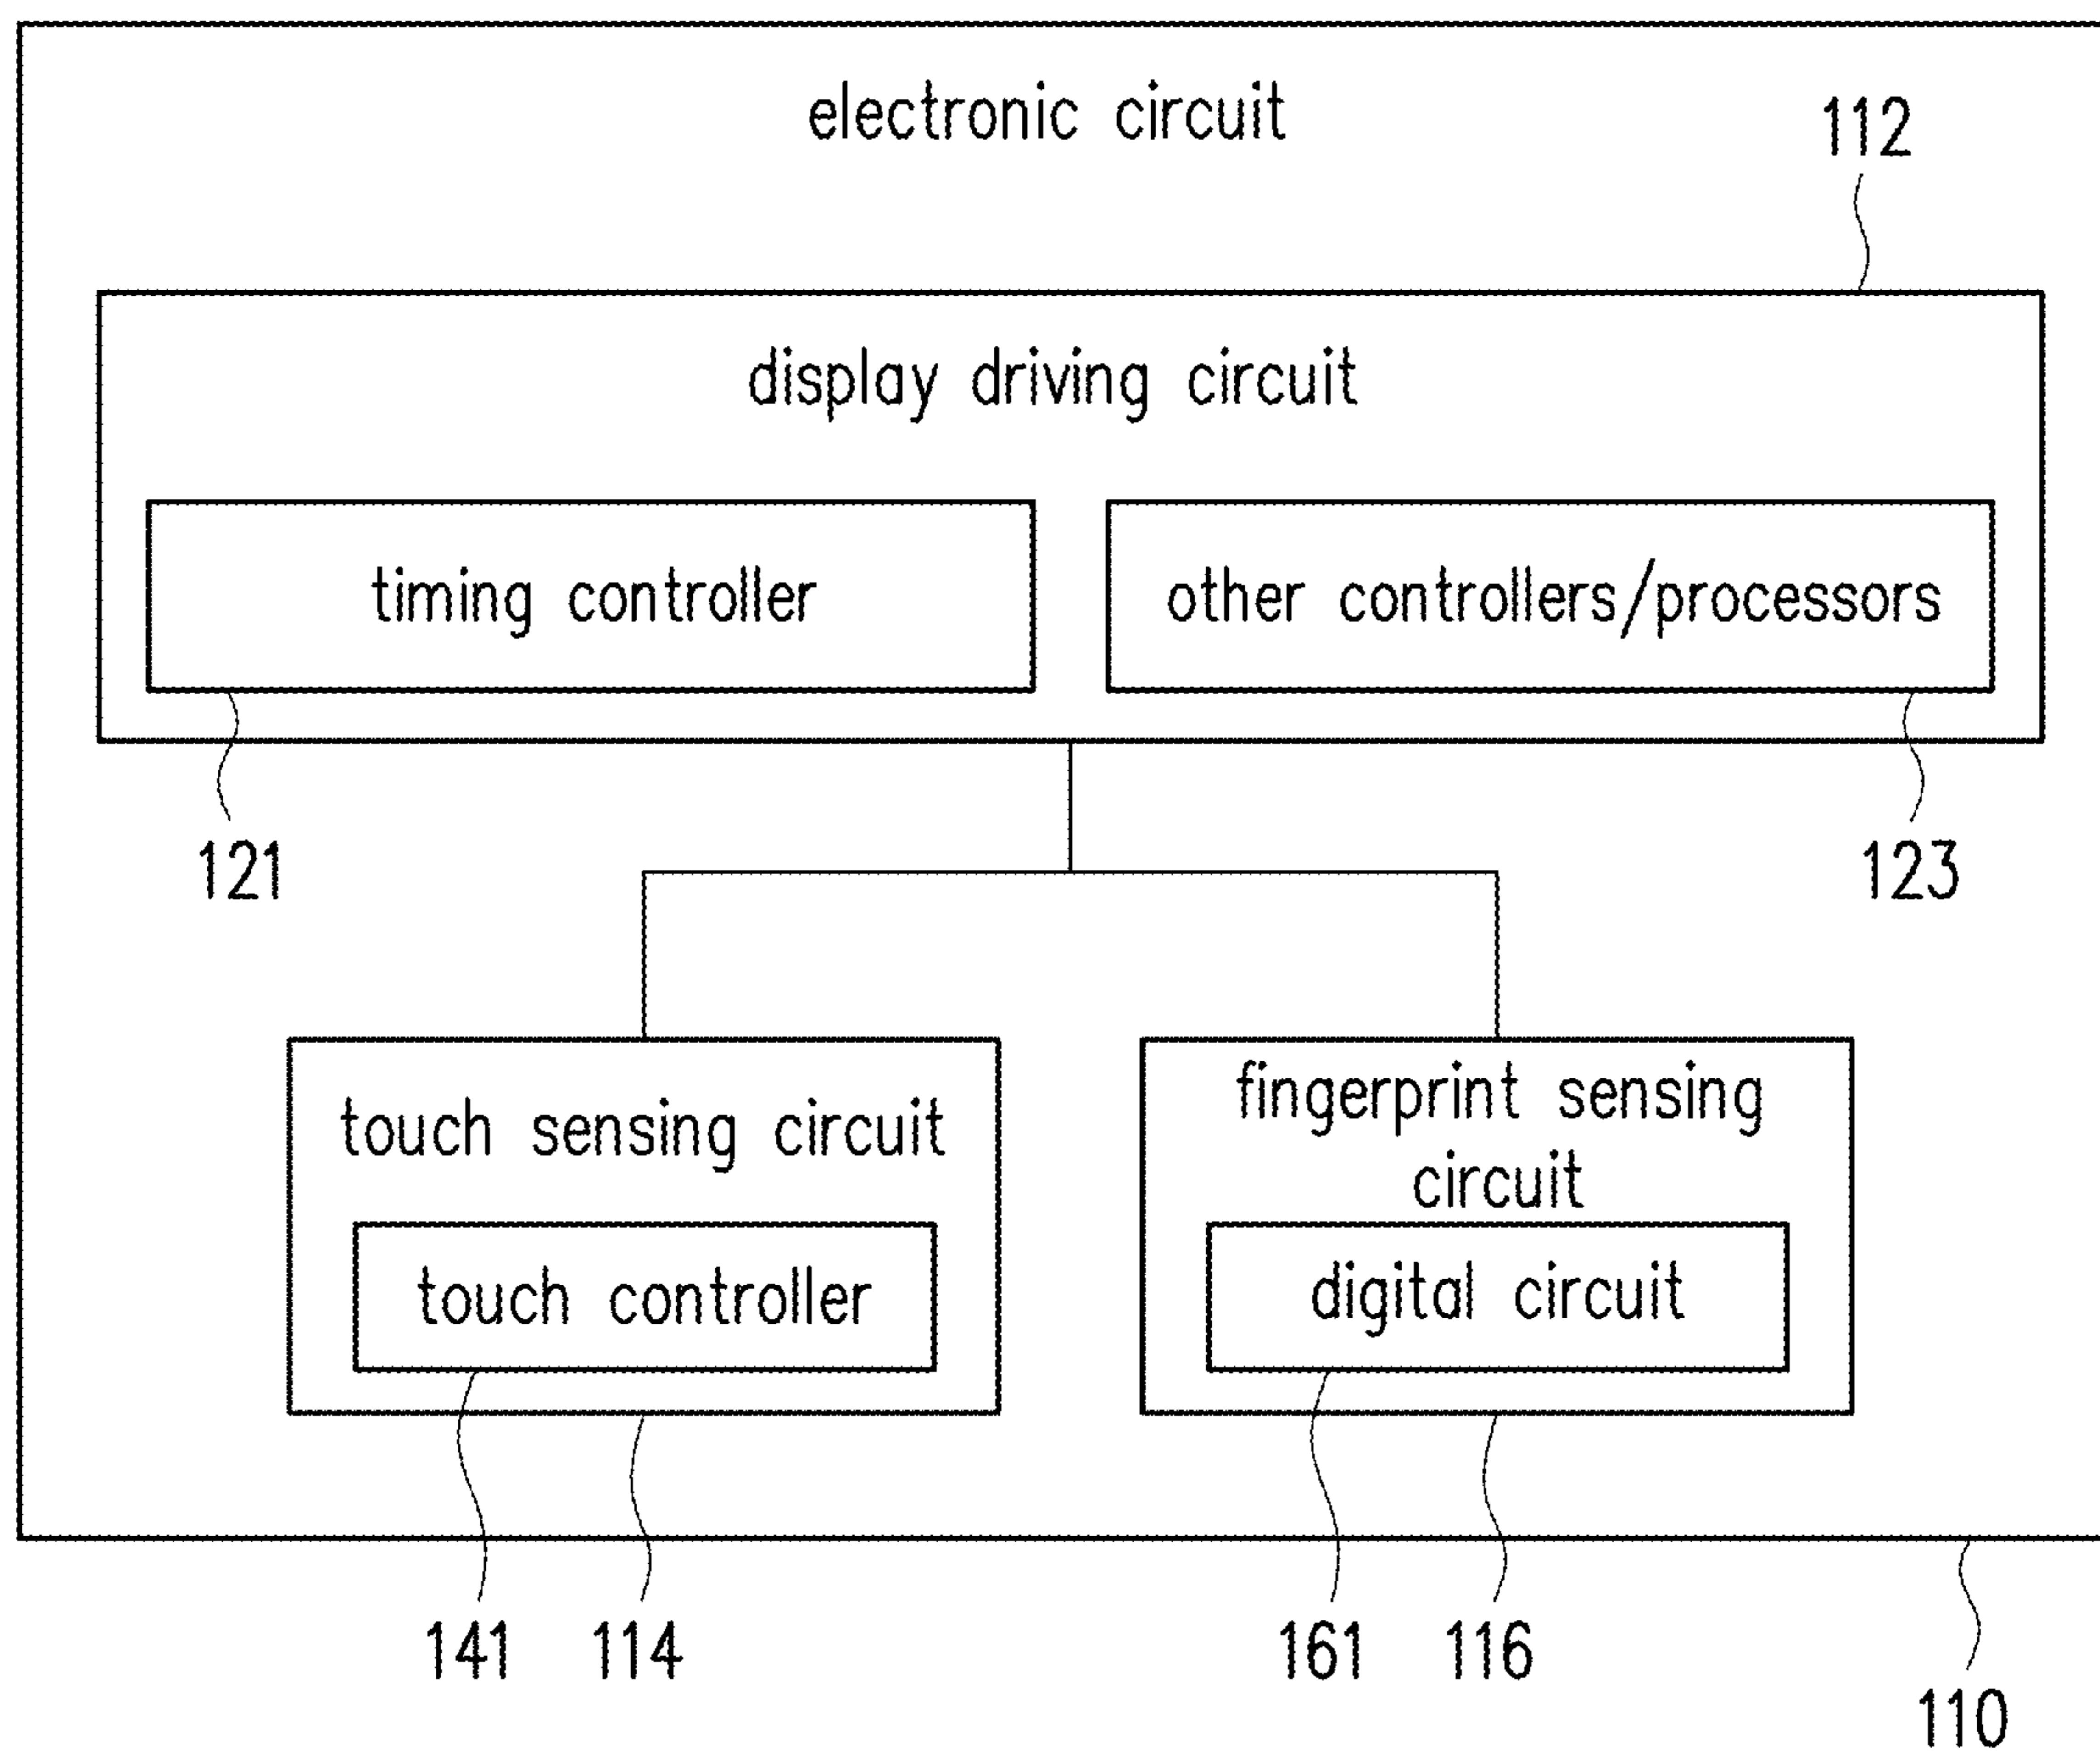 electronic circuit
112
display driving circuit
timing controller
other controllers/processors
121
123
touch sensing circuit
touch controller
fingerprint sensing
circuit
digital circuit
141
114
161
116
110